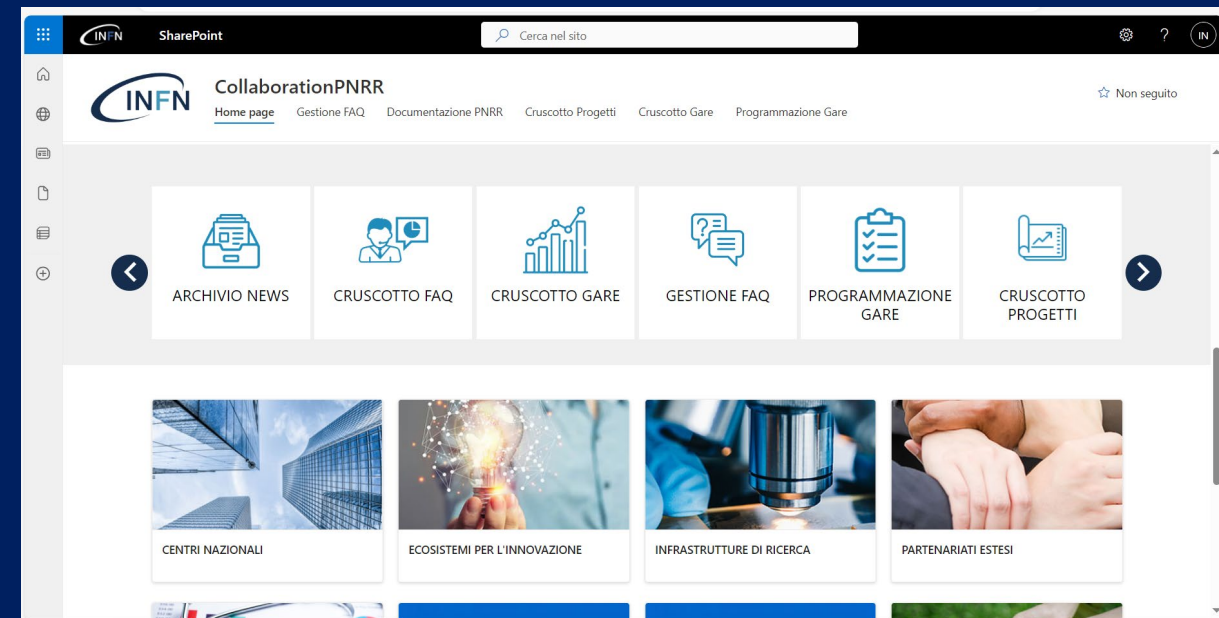 INFN SharePoint Cerca nel sito ? IN
INFN
CollaborationPNRR
Non seguito
Home page Gestione FAQ Documentazione PNRR Cruscotto Progetti Cruscotto Gare Programmazione Gare
ARCHIVIO NEWS
CRUSCOTTO FAQ
CRUSCOTTO GARE
GESTIONE FAQ
PROGRAMMAZIONE
GARE
CRUSCOTTO
PROGETTI
CENTRI NAZIONALI
ECOSISTEMI PER L'INNOVAZIONE
INFRASTRUTTURE DI RICERCA
PARTENARIATI ESTESI